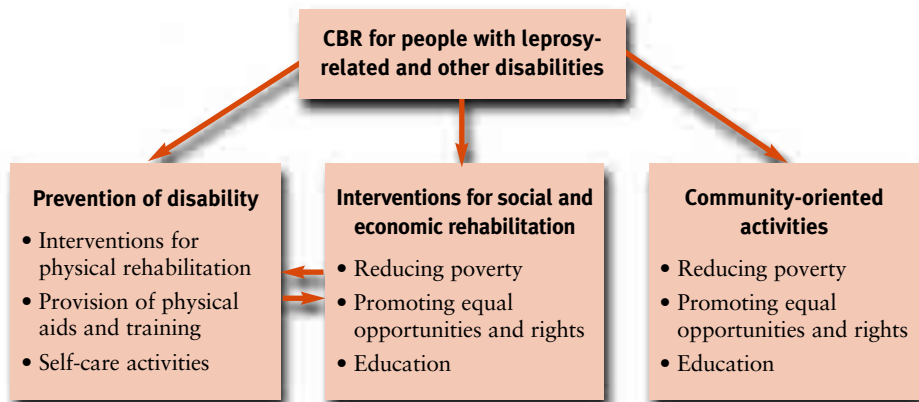 CBR for people with leprosy-
related and other disabilities
Prevention of disability
• Interventions for
physical rehabilitation
• Provision of physical
aids and training
• Self-care activities
Interventions for social and
economic rehabilitation
• Reducing poverty
• Promoting equal
opportunities and rights
• Education
Community-oriented
activities
• Reducing poverty
• Promoting equal
opportunities and rights
• Education